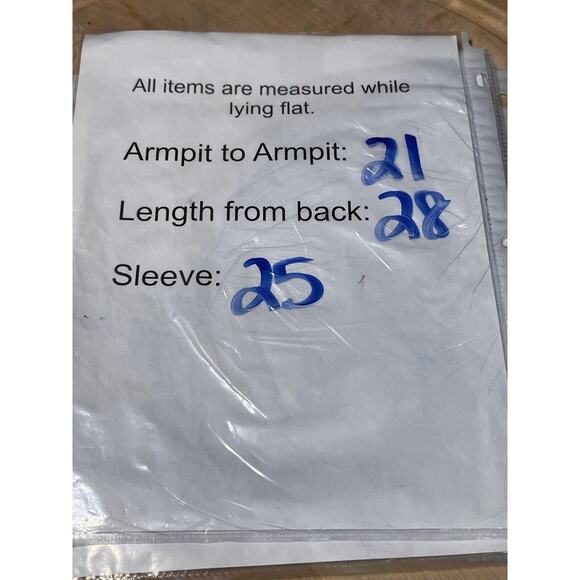 All items are measured while
lying flat.
Armpit to Armpit: 21
Length from back: 28
Sleeve: 25